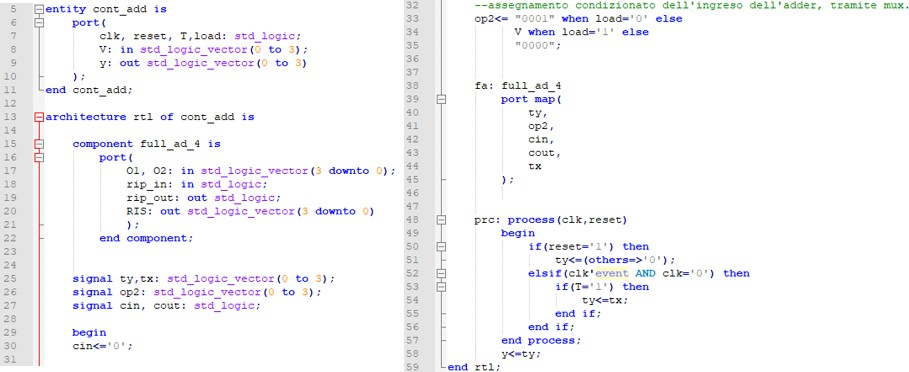 5 entity cont_add is
6 port(
7 clk, reset, T,load: std_logic;
8 V: in std_logic_vector(0 to 3);
9 y: out std_logic_vector(0 to 3)
10 );
11 end cont_add;
12
13 architecture rtl of cont_add is
14
15 component full_ad_4 is
16 port(
17 O1, O2: in std_logic_vector(3 downto 0);
18 rip_in: in std_logic;
19 rip_out: out std_logic;
20 RIS: out std_logic_vector(3 downto 0)
21 );
22 end component;
23
24
25 signal ty,tx: std_logic_vector(0 to 3);
26 signal op2: std_logic_vector(0 to 3);
27 signal cin, cout: std_logic;
28
29 begin
30 cin<='0';
31
32 --assegnamento condizionato dell'ingresso dell'adder, tramite mux.
33 op2<= "0001" when load='0' else
34 V when load='1' else
35 "0000";
36
37
38 fa: full_ad_4
39 port map(
40 ty,
41 op2,
42 cin,
43 cout,
44 tx
45 );
46
47
48 prc: process(clk,reset)
49 begin
50 if(reset='1') then
51 ty<=(others=>'0');
52 elsif(clk'event AND clk='0') then
53 if(T='1') then
54 ty<=tx;
55 end if;
56 end if;
57 end process;
58 y<=ty;
59 end rtl;